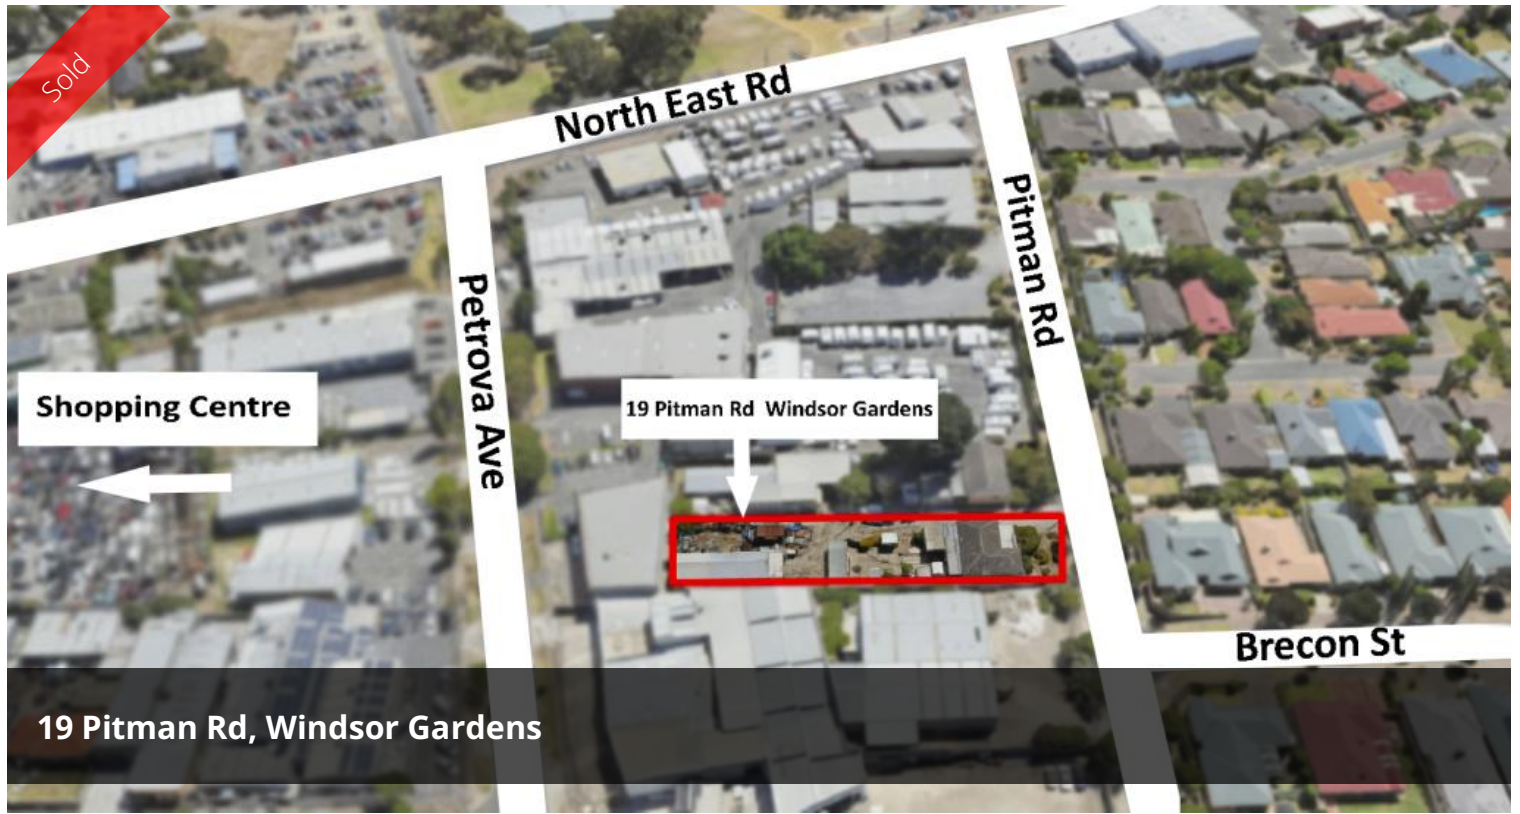 Sold
North East Rd
Pitman Rd
Petrova Ave
Shopping Centre
19 Pitman Rd Windsor Gardens
Brecon St
19 Pitman Rd, Windsor Gardens